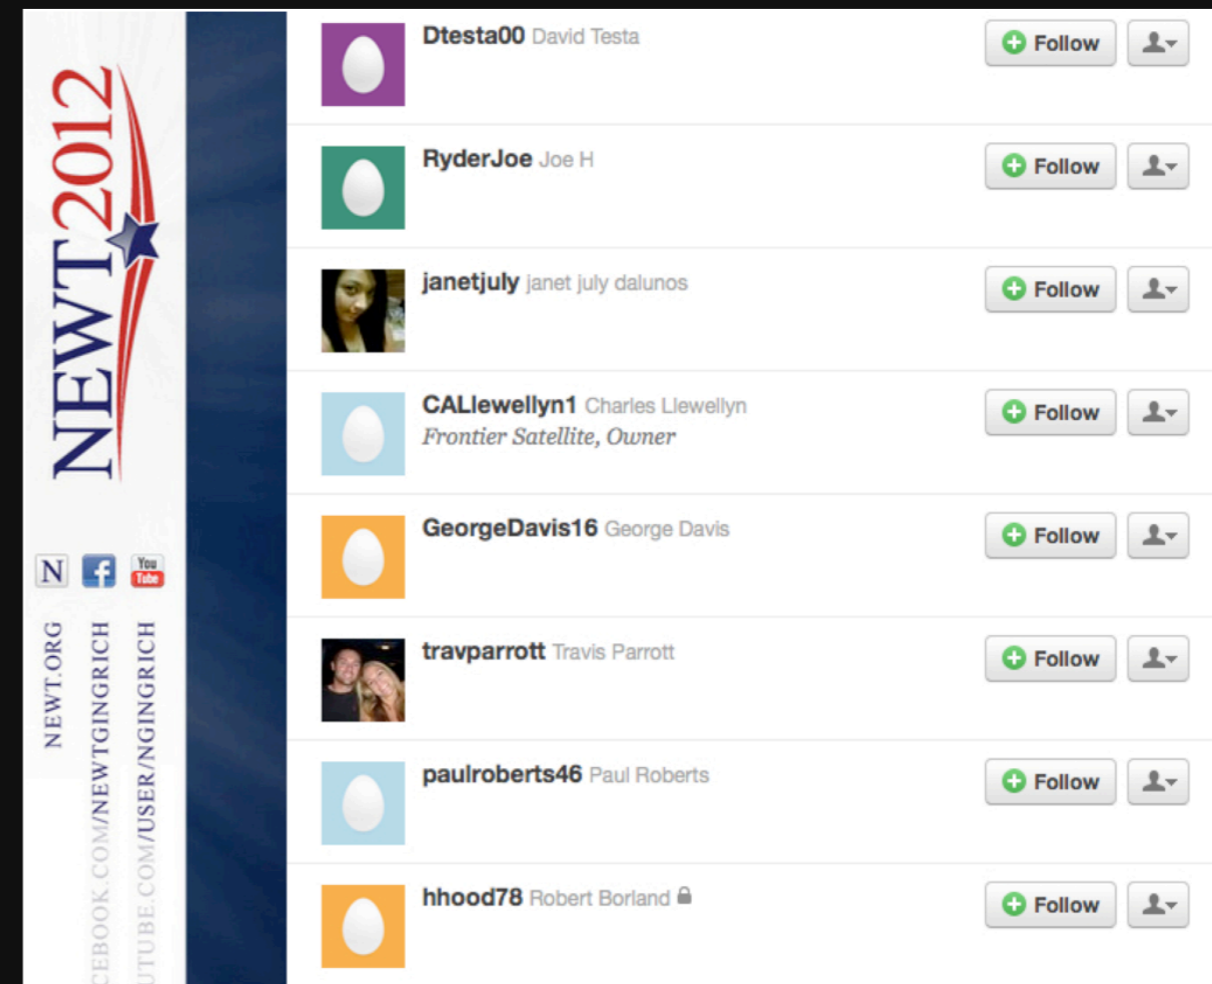 NEWT2012
N
f
You
Tube
NEWT.ORG
CEBOOK.COM/NEWTGINGRICH
UTUBE.COM/USER/NGINGRICH
Dtesta00 David Testa
Follow
RyderJoe Joe H
Follow
janetjuly janet july dalunos
Follow
CALlewellyn1 Charles Llewellyn
Follow
Frontier Satellite, Owner
GeorgeDavis16 George Davis
Follow
travparrott Travis Parrott
Follow
paulroberts46 Paul Roberts
Follow
hhood78 Robert Borland
Follow